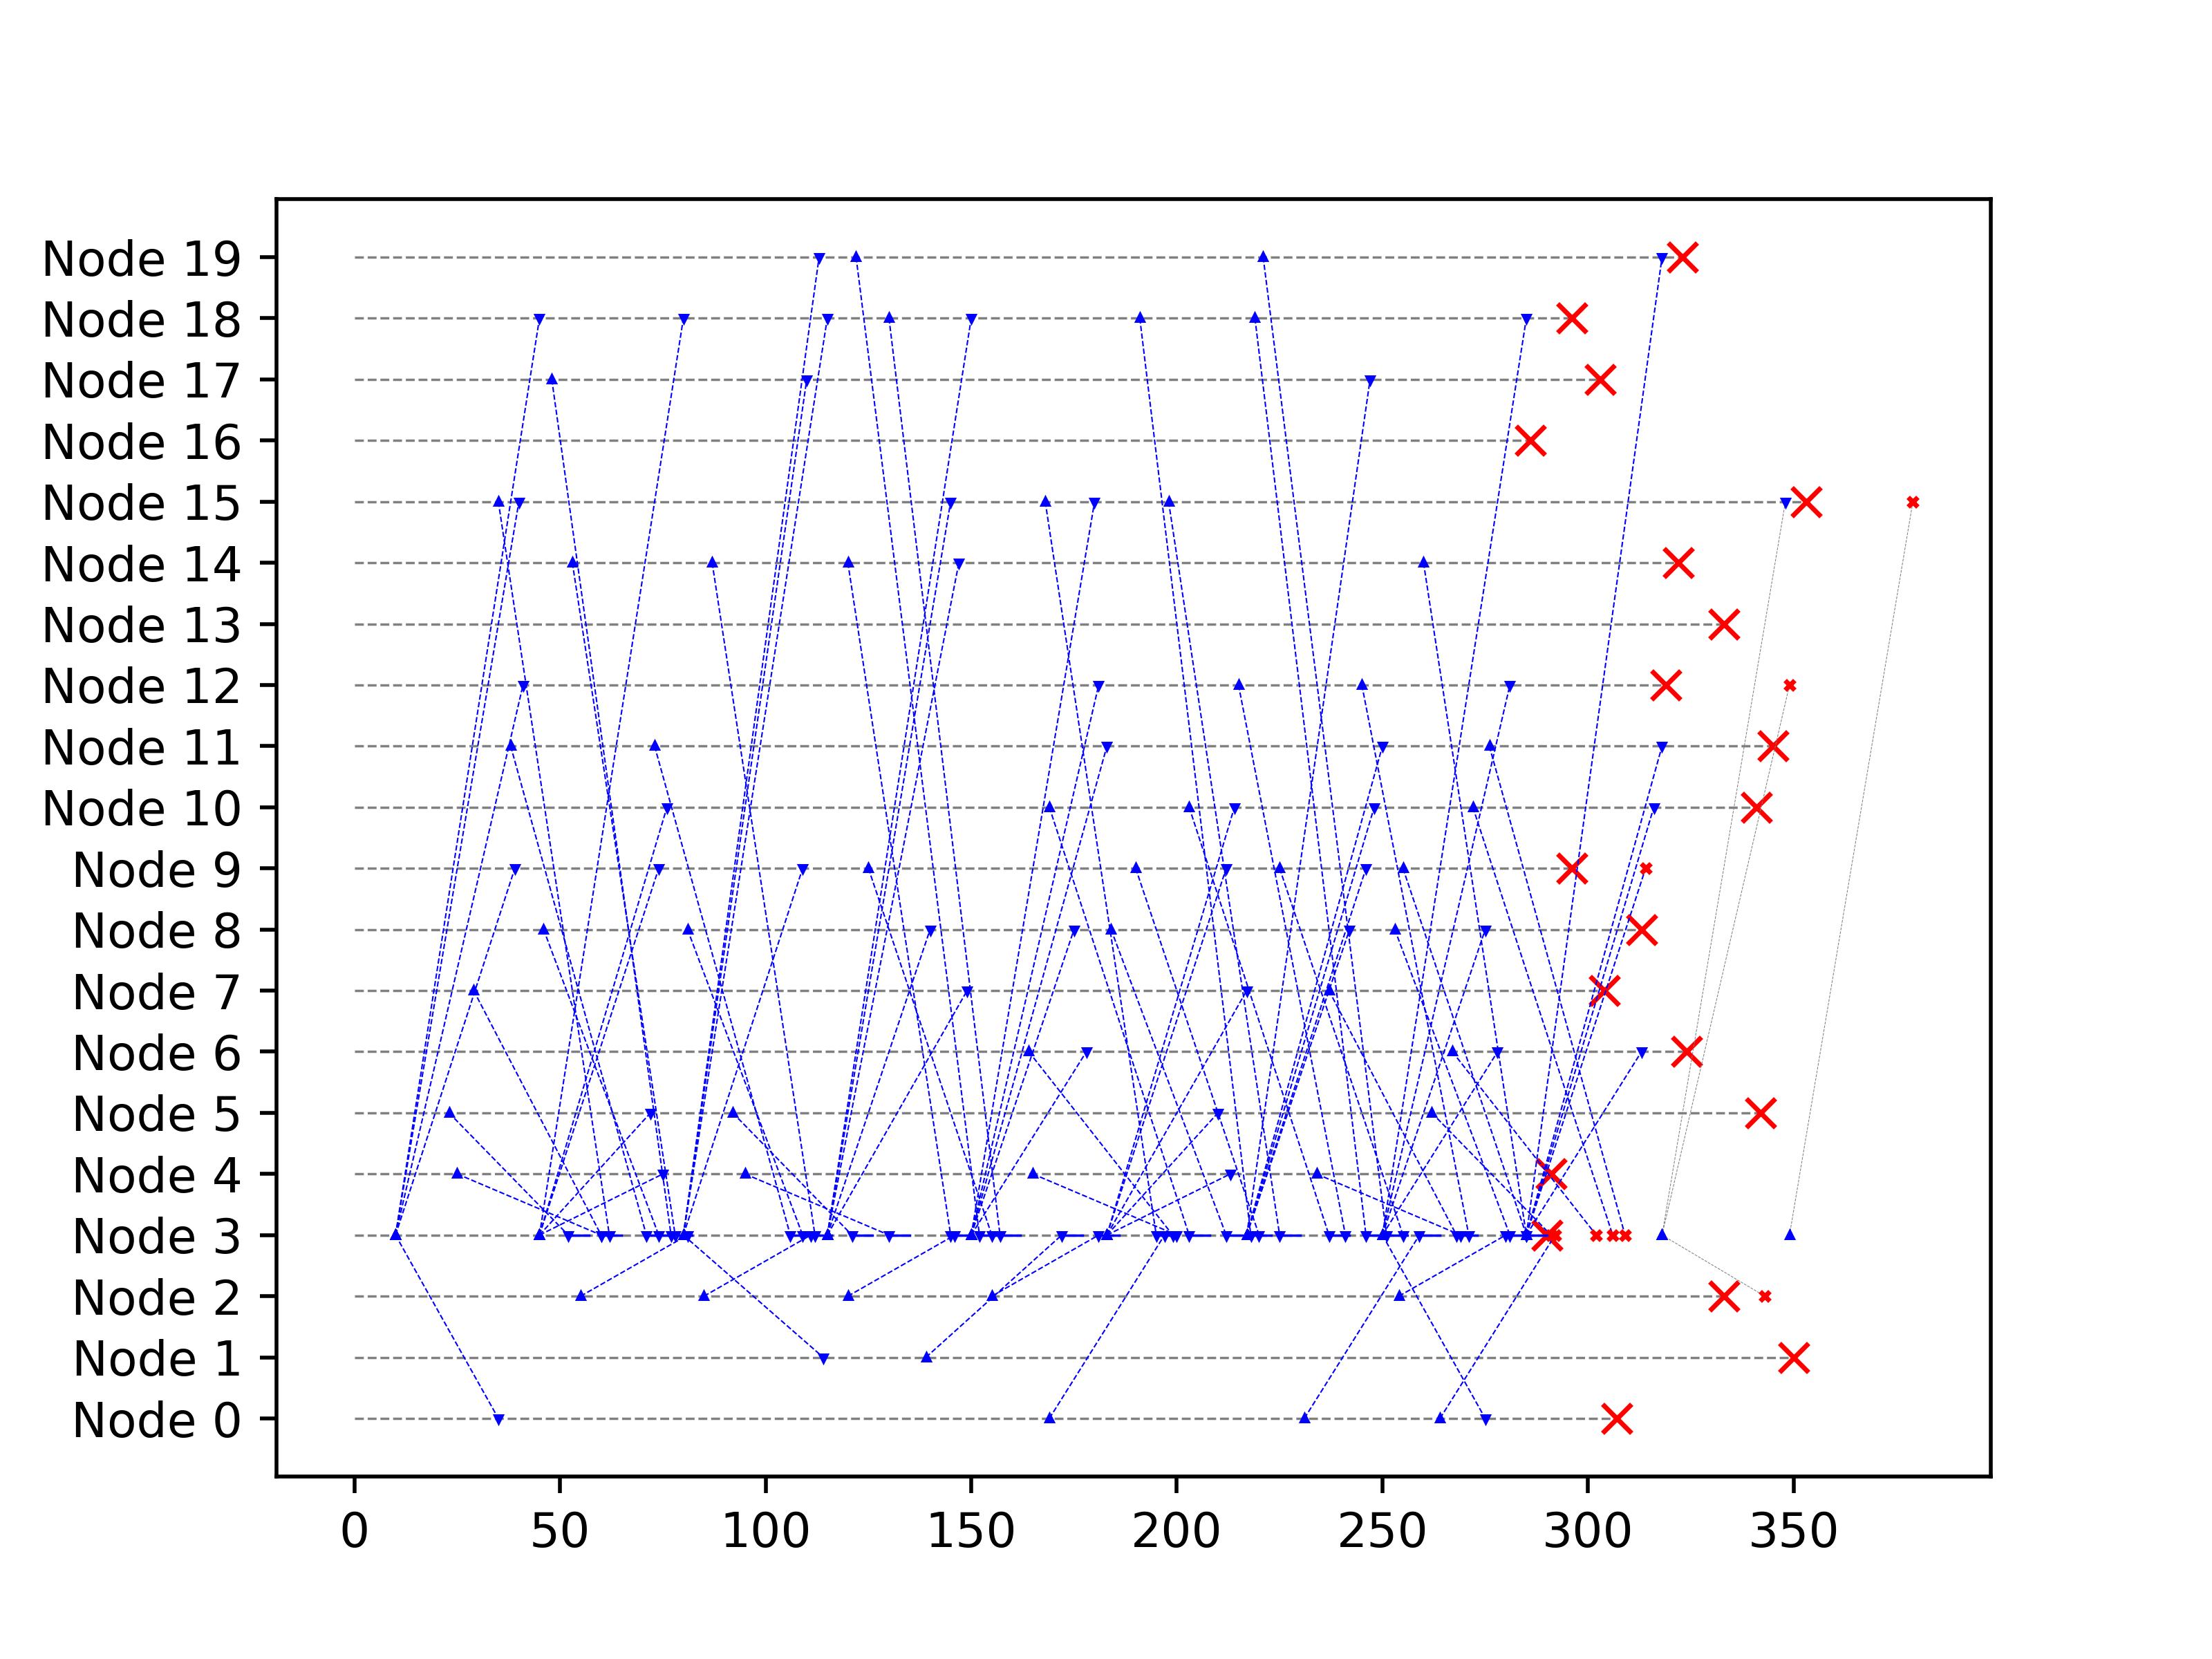 Node 19
Node 18
Node 17
Node 16
Node 15
Node 14
Node 13
Node 12
Node 11
Node 10
Node 9
Node 8
Node 7
Node 6
Node 5
Node 4
Node 3
Node 2
Node 1
Node 0
0 50 100 150 200 250 300 350